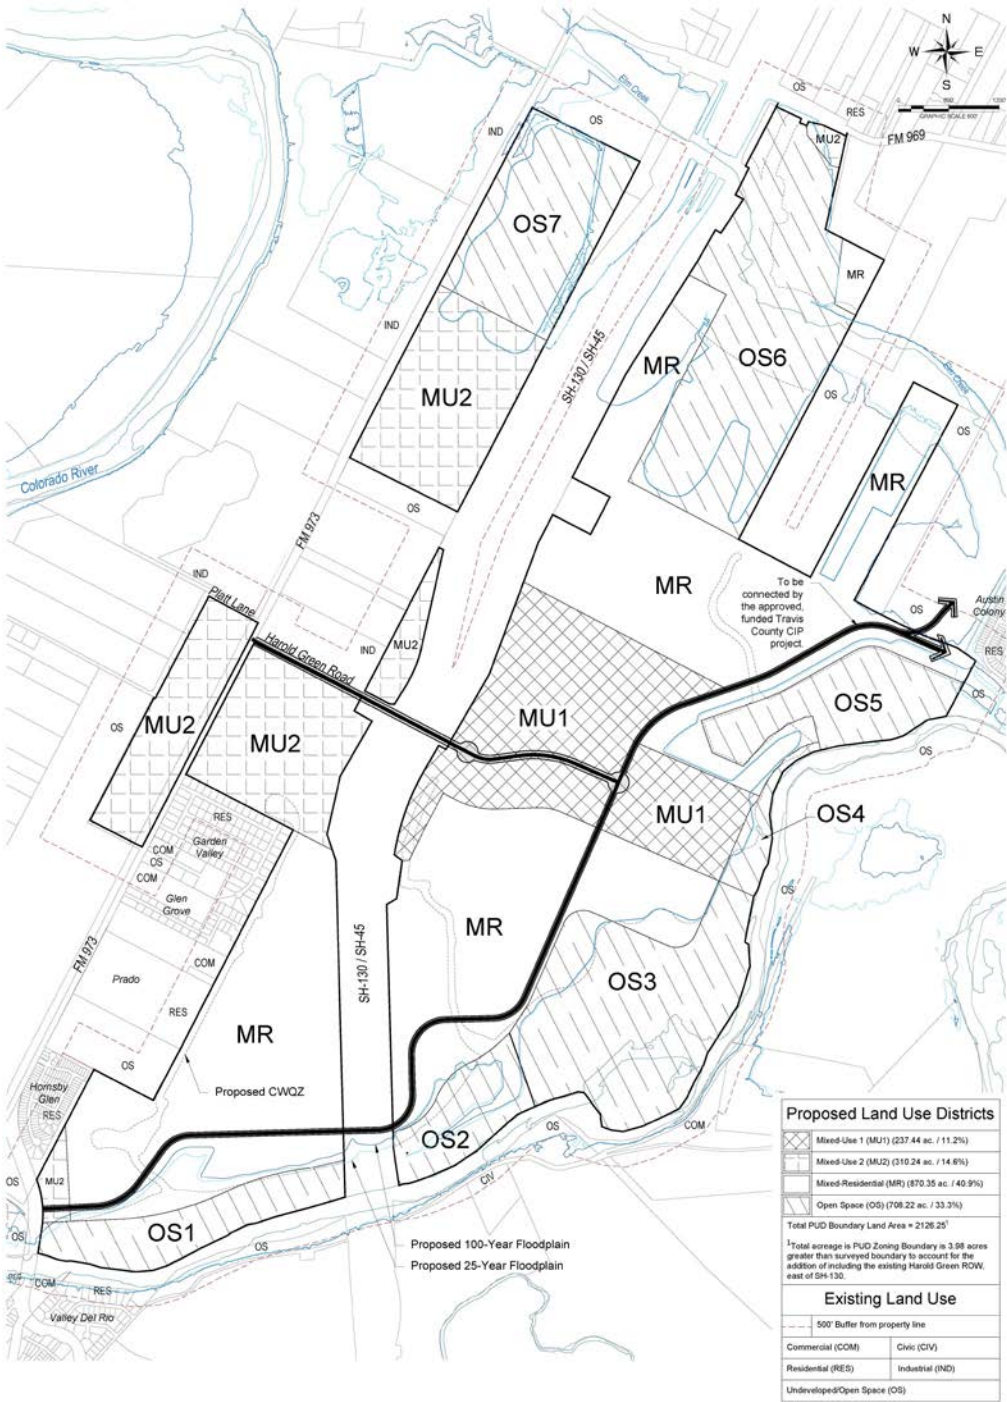 N
W E
S
0 1200'
GRAPHIC SCALE 600'
Elm Creek
OS
RES
FM 969
MU2
IND
OS
OS7
MR
IND
SH-130 / SH-45
MR
OS6
MU2
OS
Elm Creek
OS
Colorado River
MR
OS
FM 973
IND
MR
To be
connected by
the approved,
funded Travis
County CIP
project.
Platt Lane
OS
Austin
Colony
Harold Green Road
IND
MU2
RES
OS
MU1
OS5
OS
MU2
MU2
OS
RES
MU1
OS4
Garden
Valley
COM
OS
COM
Glen
Grove
OS
MR
FM 973
COM
SH-130 / SH-45
Prado
OS3
RES
MR
OS
Hornsby
Glen
RES
Proposed CWQZ
COM
OS
OS2
MU2
OS
CIV
OS
OS1
OS
Proposed 100-Year Floodplain
Proposed 25-Year Floodplain
COM
RES
Valley Del Rio
Proposed Land Use Districts
Mixed-Use 1 (MU1) (237.44 ac. / 11.2%)
Mixed-Use 2 (MU2) (310.24 ac. / 14.6%)
Mixed-Residential (MR) (870.35 ac. / 40.9%)
Open Space (OS) (708.22 ac. / 33.3%)
Total PUD Boundary Land Area = 2126.25¹
¹Total acreage is PUD Zoning Boundary is 3.98 acres
greater than surveyed boundary to account for the
addition of including the existing Harold Green ROW,
east of SH-130.
Existing Land Use
500' Buffer from property line
Commercial (COM) Civic (CIV)
Residential (RES) Industrial (IND)
Undeveloped/Open Space (OS)